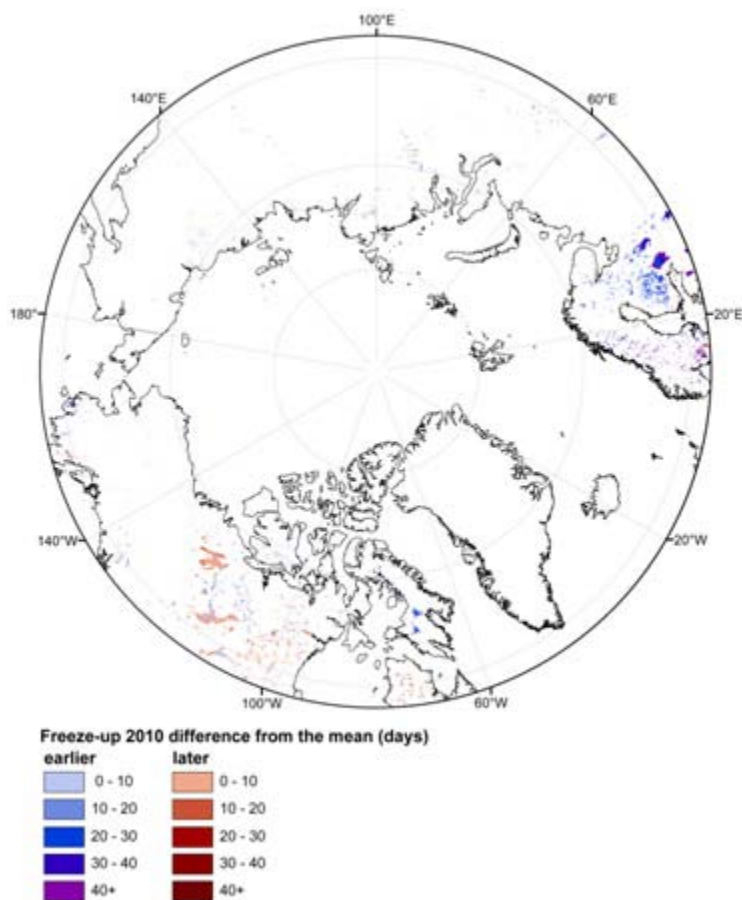 100°E
140°E
60°E
180°
20°E
140°W
20°W
100°W
60°W
Freeze-up 2010 difference from the mean (days)
earlier later
0 - 10 0 - 10
10 - 20 10 - 20
20 - 30 20 - 30
30 - 40 30 - 40
40+ 40+